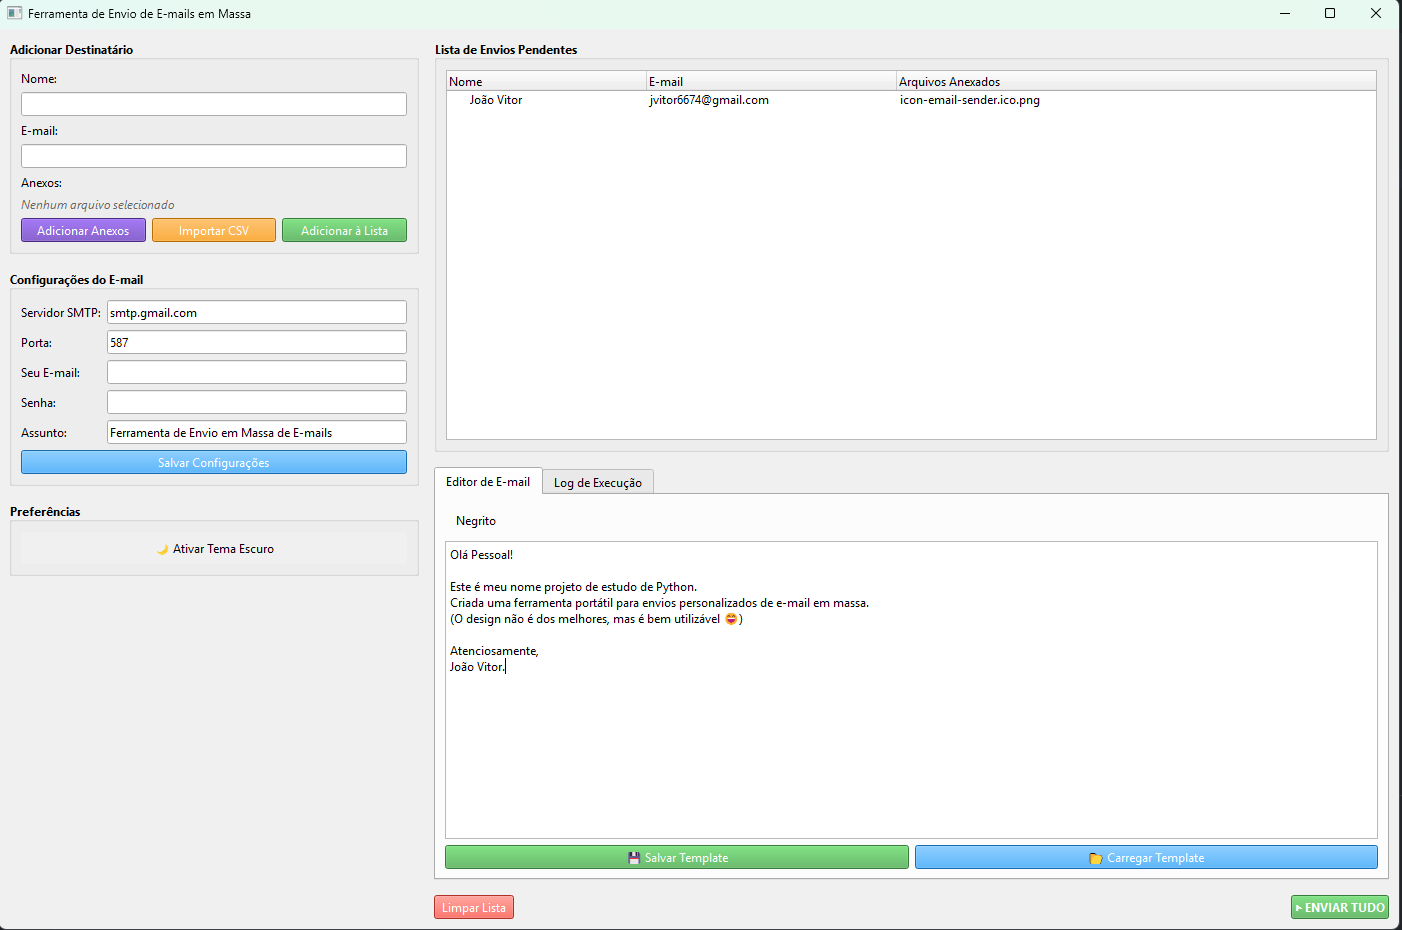 Ferramenta de Envio de E-mails em Massa
Adicionar Destinatário
Nome:
E-mail:
Anexos:
Nenhum arquivo selecionado
Adicionar Anexos
Importar CSV
Adicionar à Lista
Configurações do E-mail
Servidor SMTP: smtp.gmail.com
Porta: 587
Seu E-mail:
Senha:
Assunto: Ferramenta de Envio em Massa de E-mails
Salvar Configurações
Preferências
🌙 Ativar Tema Escuro
Lista de Envios Pendentes
Nome E-mail Arquivos Anexados
João Vitor jvitor6674@gmail.com icon-email-sender.ico.png
Editor de E-mail
Log de Execução
Negrito
Olá Pessoal!
Este é meu nome projeto de estudo de Python.
Criada uma ferramenta portátil para envios personalizados de e-mail em massa.
(O design não é dos melhores, mas é bem utilizável 😝)
Atenciosamente,
João Vitor.
💾 Salvar Template
📂 Carregar Template
Limpar Lista
▶ ENVIAR TUDO